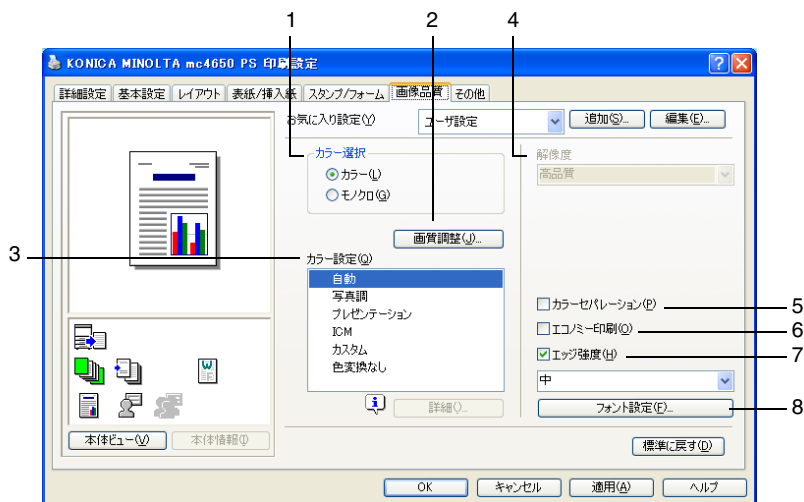 1 2 4
KONICA MINOLTA mc4650 PS 印刷設定
詳細設定 基本設定 レイアウト 表紙/挿入紙 スタンプ/フォーム 画像品質 その他
お気に入り設定(Y) ユーザ設定 追加(S)... 編集(E)...
カラー選択
カラー(L)
モノクロ(G)
解像度
高品質
画質調整(J)...
3
カラー設定(Q)
自動
写真調
プレゼンテーション
ICM
カスタム
色変換なし
詳細()...
カラーセパレーション(P) 5
エコノミー印刷(O) 6
エッジ強度(H) 7
中
フォント設定(F)... 8
本体ビュー(V) 本体情報(I)
標準に戻す(D)
OK キャンセル 適用(A) ヘルプ